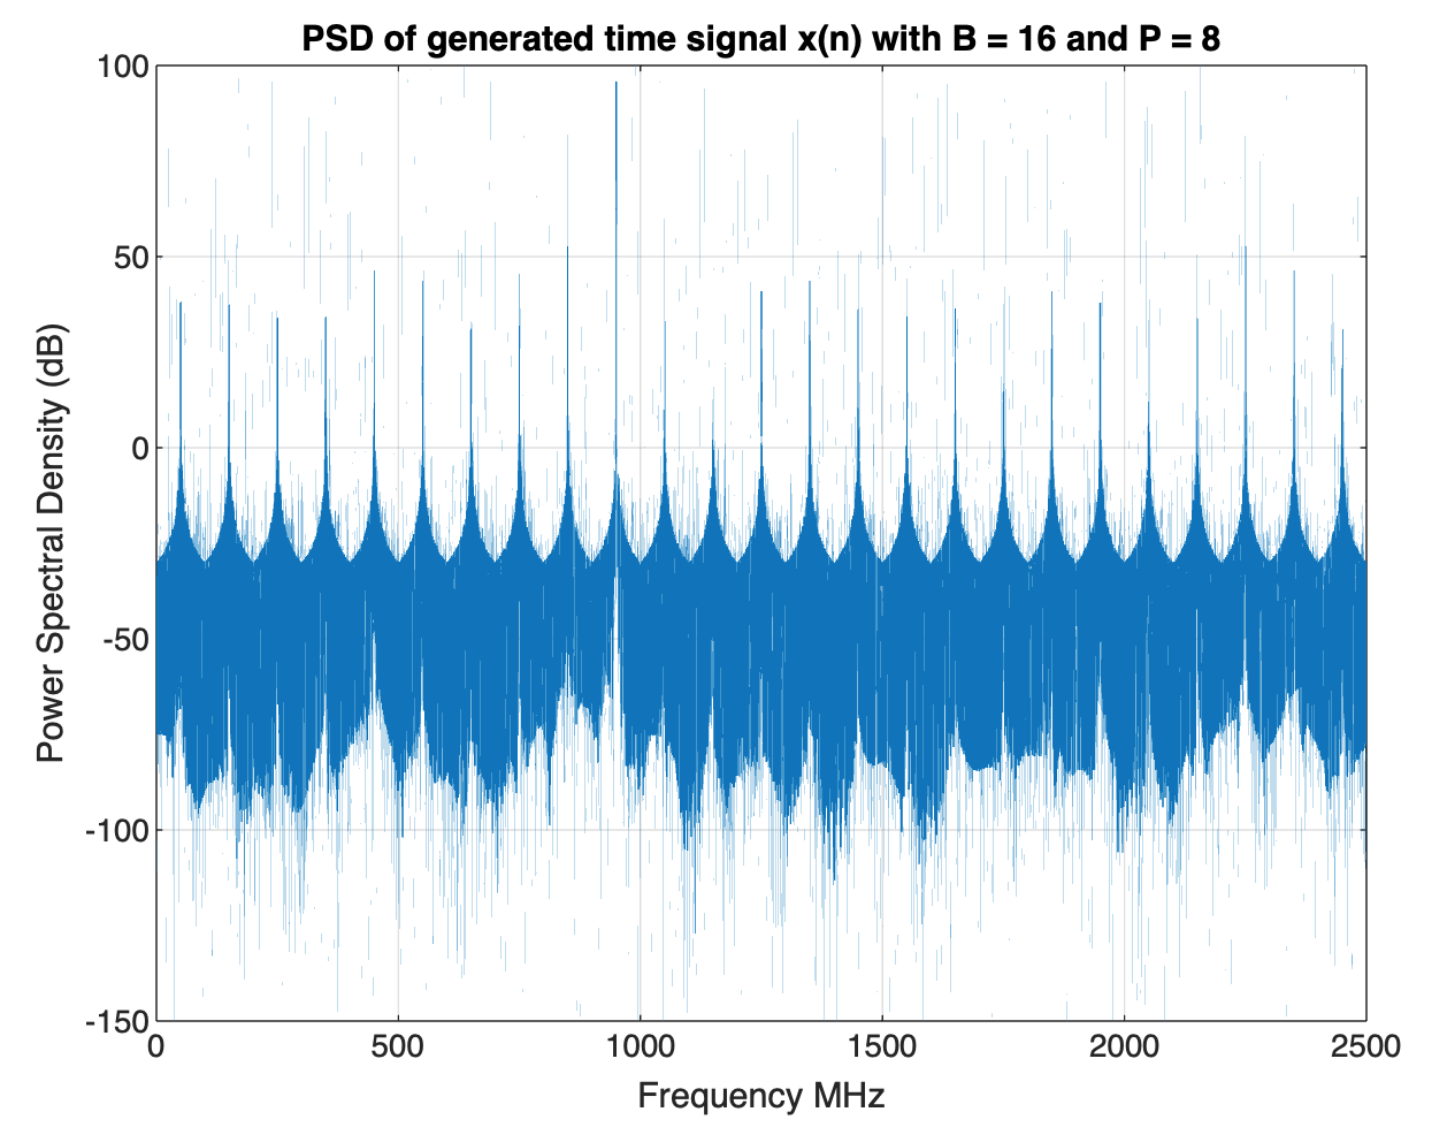 PSD of generated time signal x(n) with B = 16 and P = 8
100
50
0
-50
-100
-150
Power Spectral Density (dB)
0 500 1000 1500 2000 2500
Frequency MHz